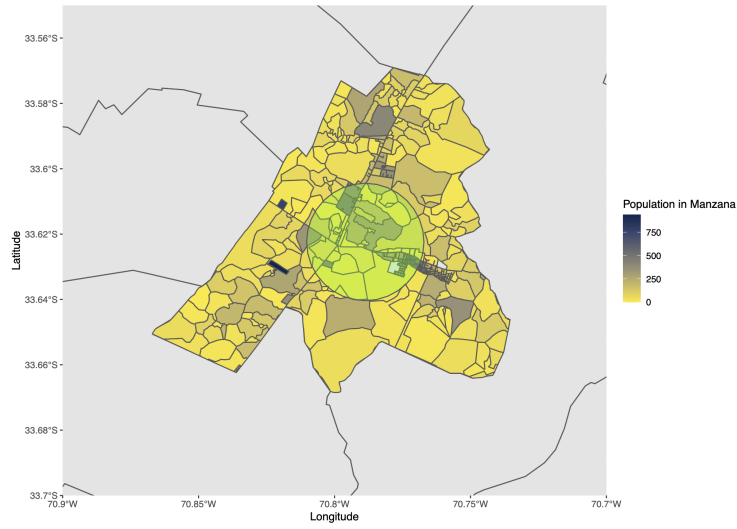 33.56°S
33.58°S
33.6°S
33.62°S
33.64°S
33.66°S
33.68°S
33.7°S
Latitude
70.9°W
70.85°W
70.8°W
70.75°W
70.7°W
Longitude
Population in Manzana
750
500
250
0